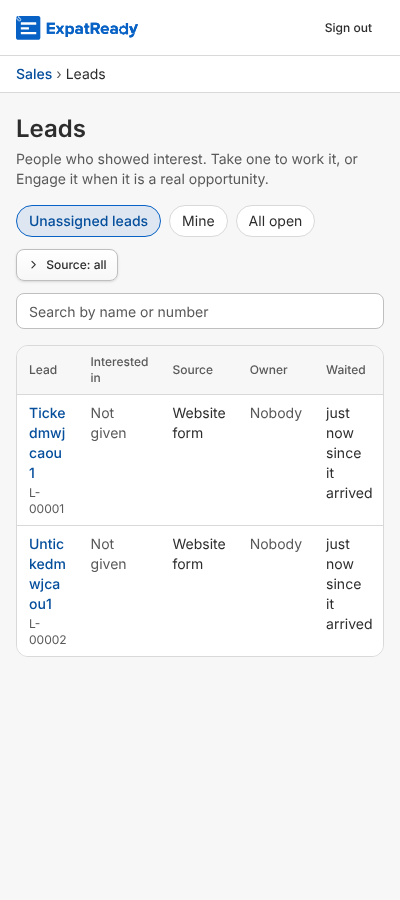 ExpatReady
Sign out
Sales › Leads
Leads
People who showed interest. Take one to work it, or
Engage it when it is a real opportunity.
Unassigned leads
Mine
All open
Source: all
Search by name or number
Lead
Interested
in
Source
Owner
Waited
Ticke
dmwj
caou
1
L-
00001
Not
given
Website
form
Nobody
just
now
since
it
arrived
Untic
kedm
wjca
ou1
L-
00002
Not
given
Website
form
Nobody
just
now
since
it
arrived